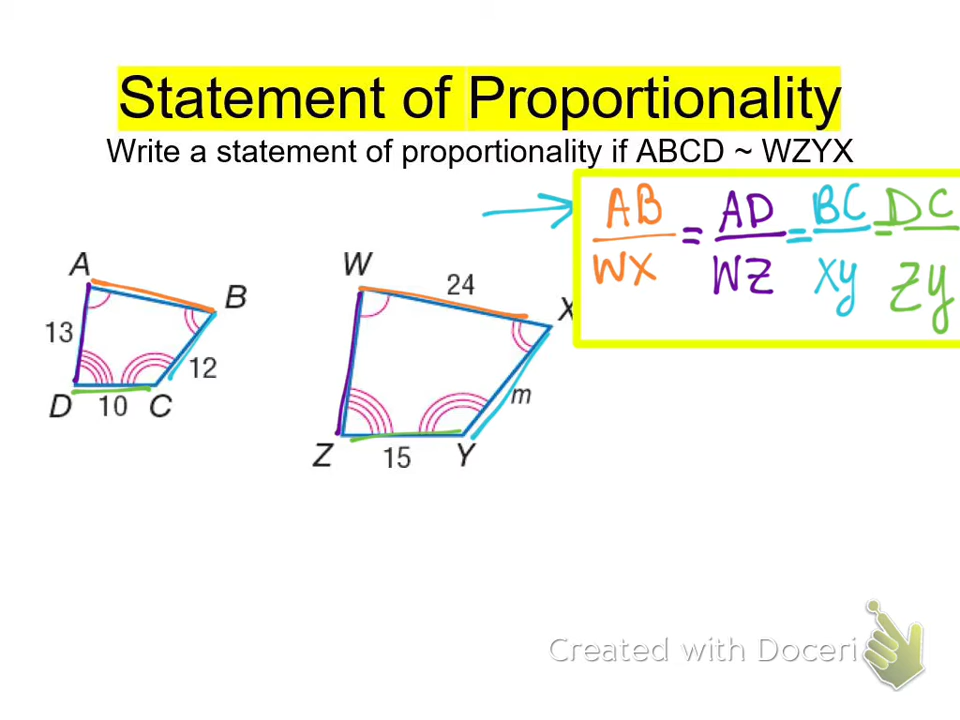 Statement of Proportionality
Write a statement of proportionality if ABCD ~ WZYX
AB = AD = BC = DC
WX WZ Xy Zy
A
B
13
12
D 10 C
W
24
X
m
Z
15
Y
Created with Doceri